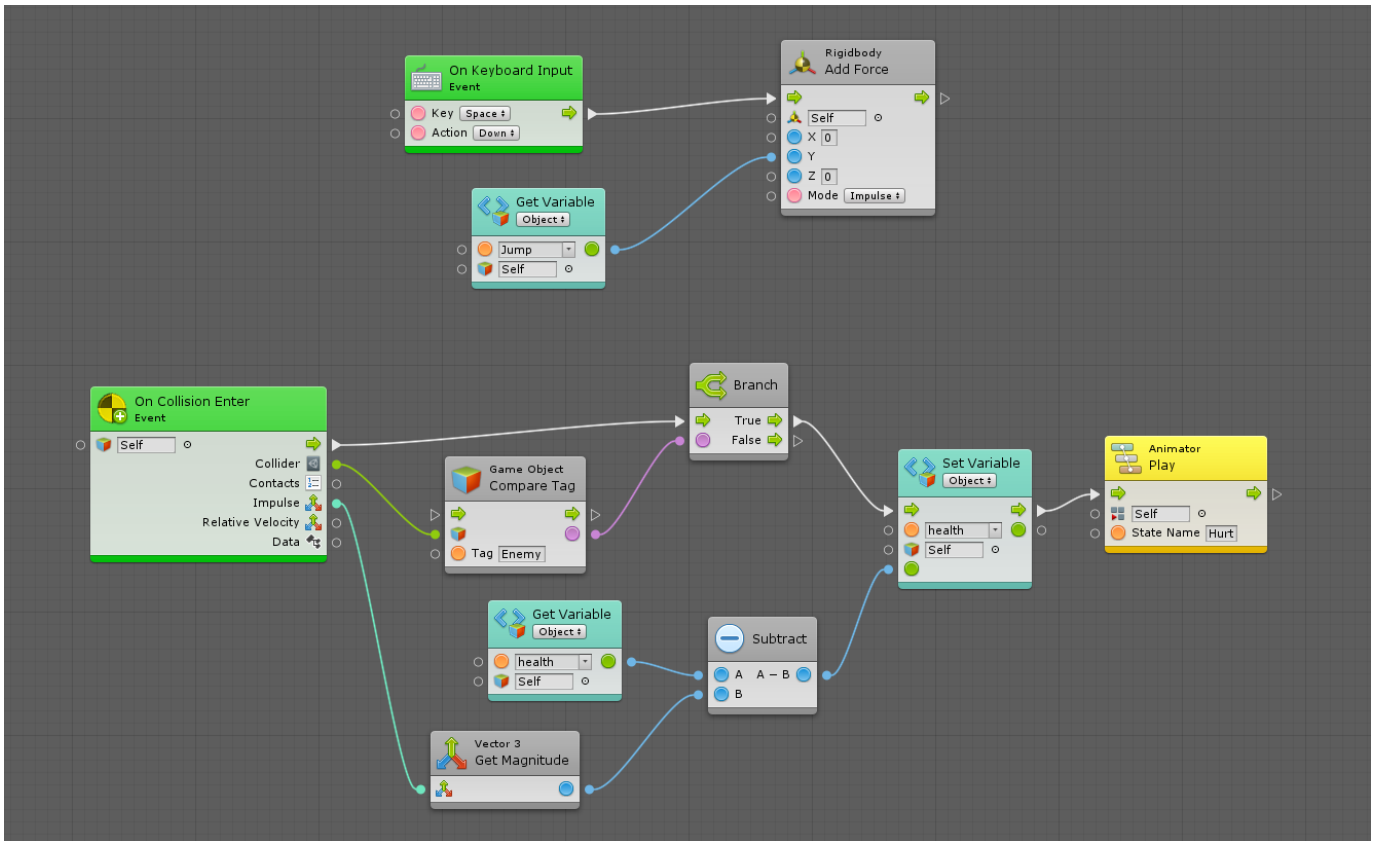 On Keyboard Input
Event
Key Space
Action Down
Rigidbody
Add Force
Self
X 0
Y
Z 0
Mode Impulse
Get Variable
Object
Jump
Self
On Collision Enter
Event
Self
Collider
Contacts
Impulse
Relative Velocity
Data
Game Object
Compare Tag
Tag Enemy
Branch
True
False
Set Variable
Object
health
Self
Animator
Play
Self
State Name Hurt
Get Variable
Object
health
Self
Subtract
A A – B
B
Vector 3
Get Magnitude